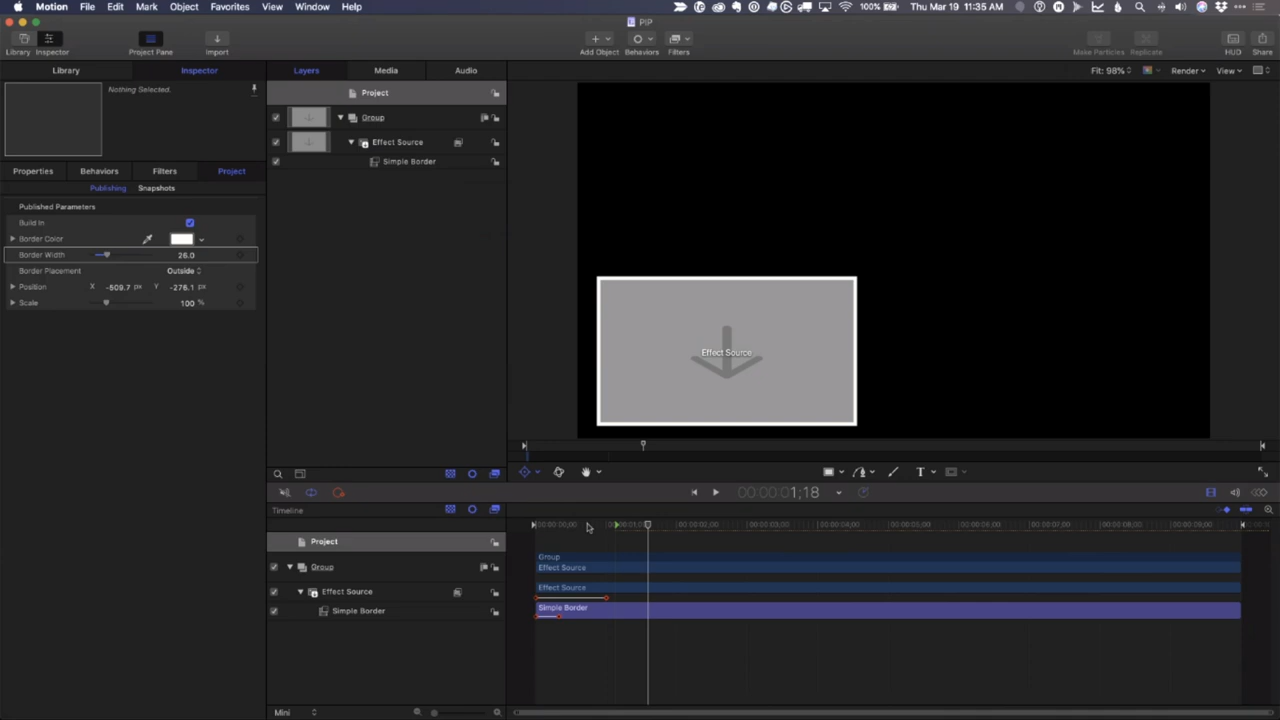 Motion File Edit Mark Object Favorites View Window Help 100% Thu Mar 19 11:35 AM
PIP
Library Inspector Project Pane Import Add Object Behaviors Filters Make Particles Replicate HUD Share
Library Inspector Layers Media Audio Fit: 98% Render View
Nothing Selected.
Project
Group
Effect Source
Simple Border
Properties Behaviors Filters Project
Publishing Snapshots
Published Parameters
Build In
Border Color
Border Width 26.0
Border Placement Outside
Position X -509.7 px Y -276.1 px
Scale 100 %
Effect Source
T
00:00:00:01;18
Timeline
00:00:00;00 00:00:02;00 00:00:03;00 00:00:04;00 00:00:05;00 00:00:06;00 00:00:07;00 00:00:08;00 00:00:09;00
Project
Group
Effect Source
Simple Border
Group
Effect Source
Effect Source
Simple Border
Mini